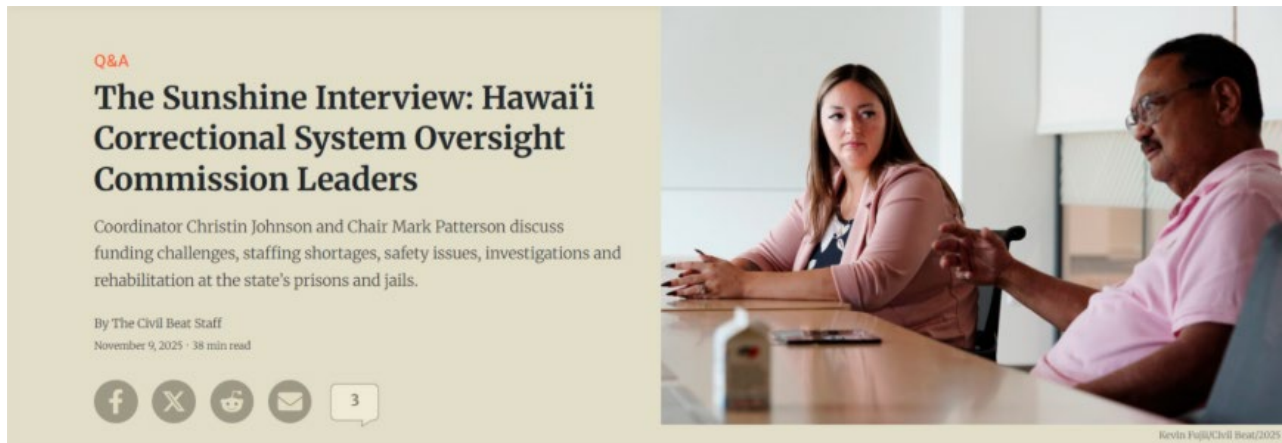 Q&A
The Sunshine Interview: Hawaiʻi
Correctional System Oversight
Commission Leaders
Coordinator Christin Johnson and Chair Mark Patterson discuss
funding challenges, staffing shortages, safety issues, investigations and
rehabilitation at the state's prisons and jails.
By The Civil Beat Staff
November 9, 2025 · 38 min read
3
Kevin Fujii/Civil Beat/2025